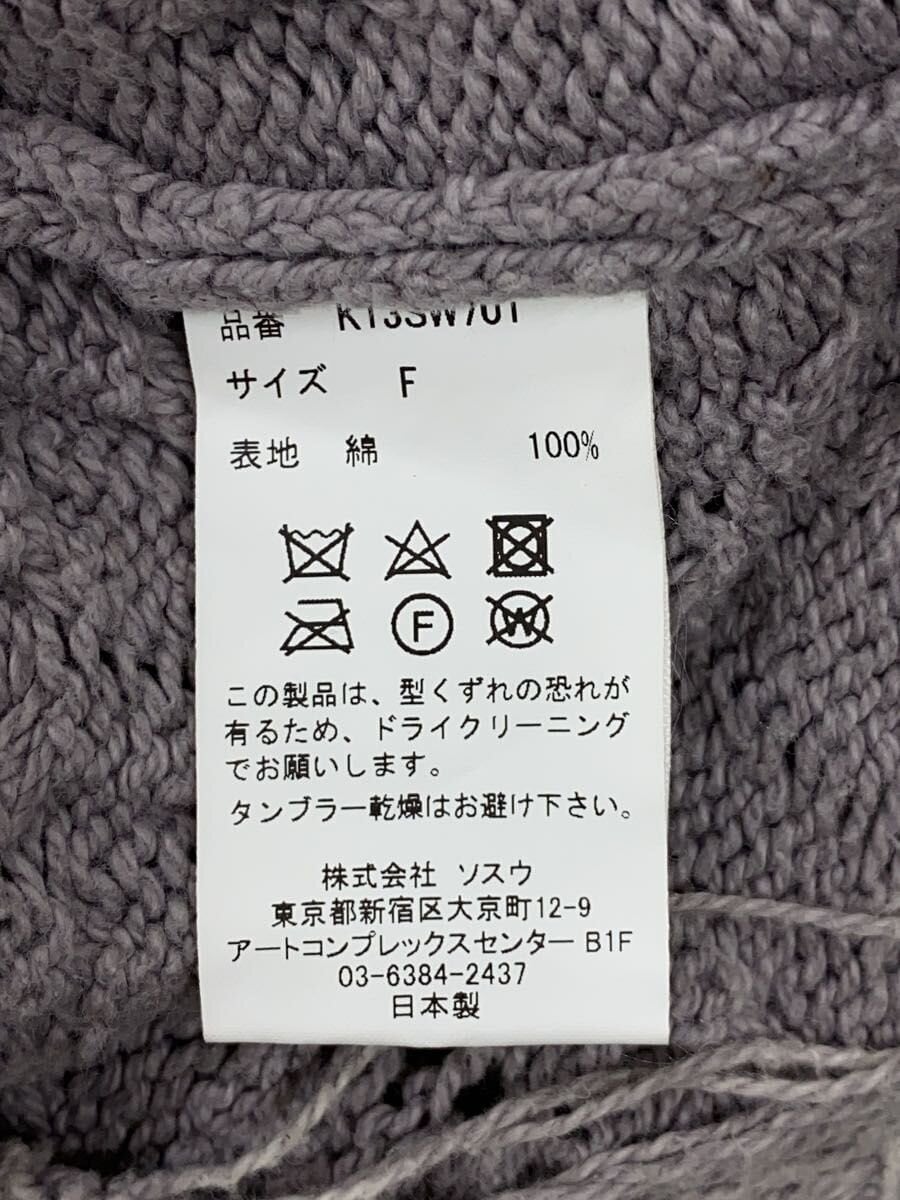 品番 K13SW701
サイズ F
表地 綿 100%
F
W
この製品は、型くずれの恐れが
有るため、ドライクリーニング
でお願いします。
タンブラー乾燥はお避け下さい。
株式会社 ソスウ
東京都新宿区大京町12-9
アートコンプレックスセンター B1F
03-6384-2437
日本製